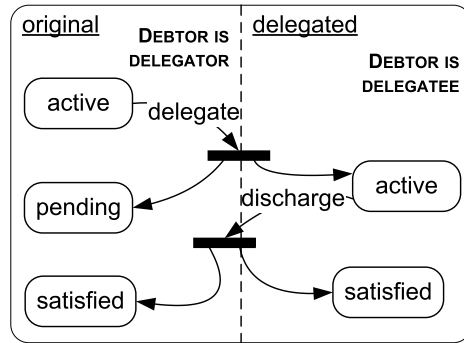 original
DEBTOR IS
DELEGATOR
delegated
DEBTOR IS
DELEGATEE
active
delegate
active
pending
discharge
satisfied
satisfied